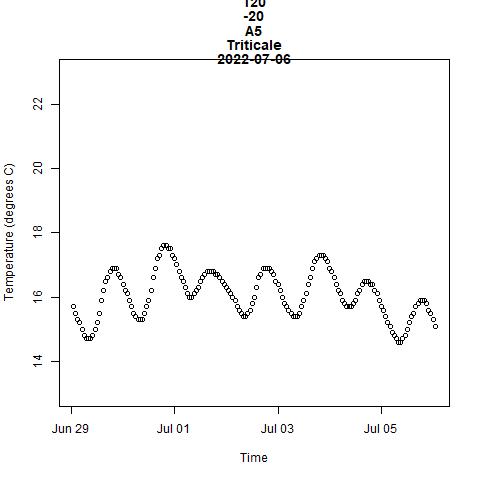 120
-20
A5
Triticale
2022-07-06
Temperature (degrees C)
22
20
18
16
14
Jun 29
Jul 01
Jul 03
Jul 05
Time